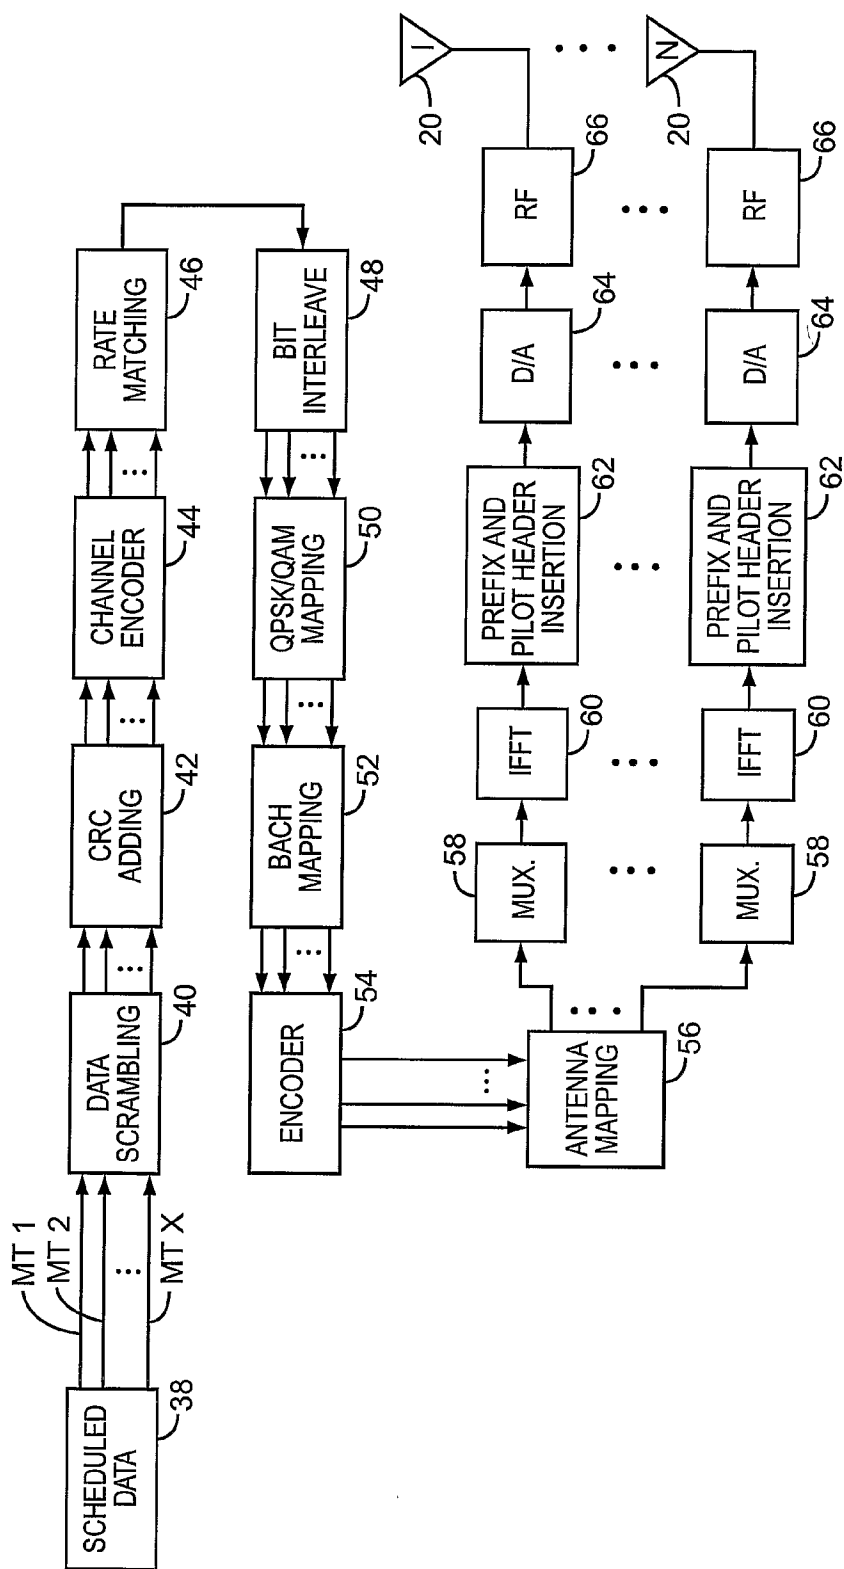 SCHEDULED
DATA
38
MT 1
MT 2
MT X
DATA
SCRAMBLING
40
CRC
ADDING
42
CHANNEL
ENCODER
44
RATE
MATCHING
46
BIT
INTERLEAVE
48
QPSK/QAM
MAPPING
50
BACH
MAPPING
52
ENCODER
54
ANTENNA
MAPPING
56
MUX.
58
IFFT
60
PREFIX AND
PILOT HEADER
INSERTION
62
D/A
64
RF
66
1
20
MUX.
58
IFFT
60
PREFIX AND
PILOT HEADER
INSERTION
62
D/A
64
RF
66
N
20